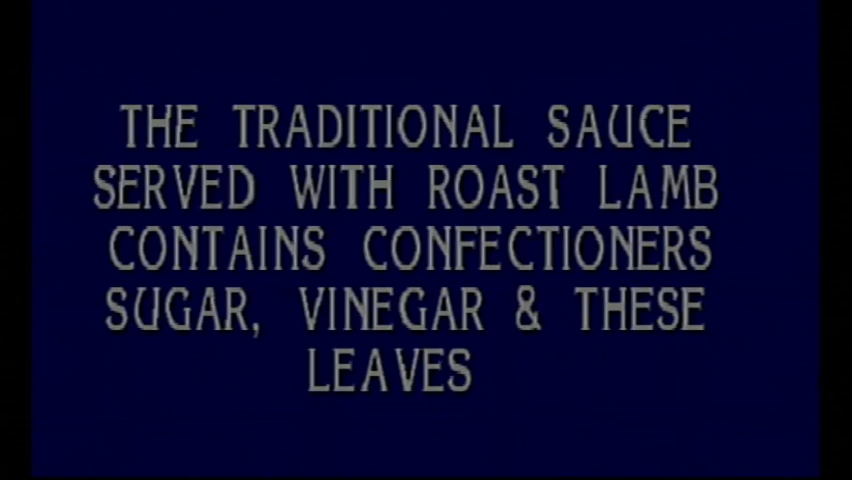 THE TRADITIONAL SAUCE
SERVED WITH ROAST LAMB
CONTAINS CONFECTIONERS
SUGAR, VINEGAR & THESE
LEAVES